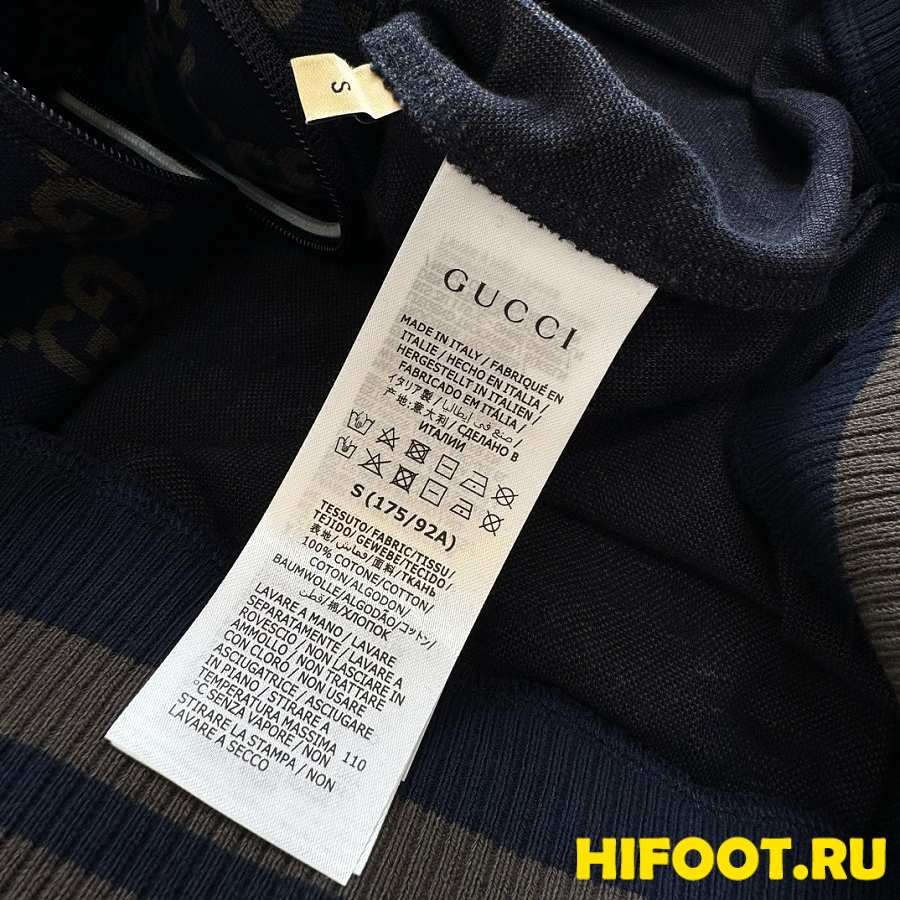 S
GUCCI
MADE IN ITALY / FABRIQUÉ EN
ITALIE / HECHO EN ITALIA /
HERGESTELLT IN ITALIEN /
FABRICADO EM ITÁLIA /
イタリア製 / صنع في إيطاليا /
产地:意大利 / СДЕЛАНО В
ИТАЛИИ
S (175/92A)
TESSUTO/FABRIC/TISSU/
TEJIDO/ GEWEBE/TECIDO/
表地/قماش/面料/ТКАНЬ
100% COTONE/COTTON/
COTON/ALGODON/
BAUMWOLLE/ALGODÃO/コットン/
قطن/棉/ХЛОПОК
LAVARE A MANO / LAVARE
SEPARATAMENTE / LAVARE A
ROVESCIO / NON LASCIARE IN
AMMOLLO / NON TRATTARE
CON CLORO / NON USARE
ASCIUGATRICE / ASCIUGARE
IN PIANO / STIRARE A
TEMPERATURA MASSIMA 110
°C SENZA VAPORE / NON
STIRARE LA STAMPA / NON
LAVARE A SECCO
HIFOOT.RU